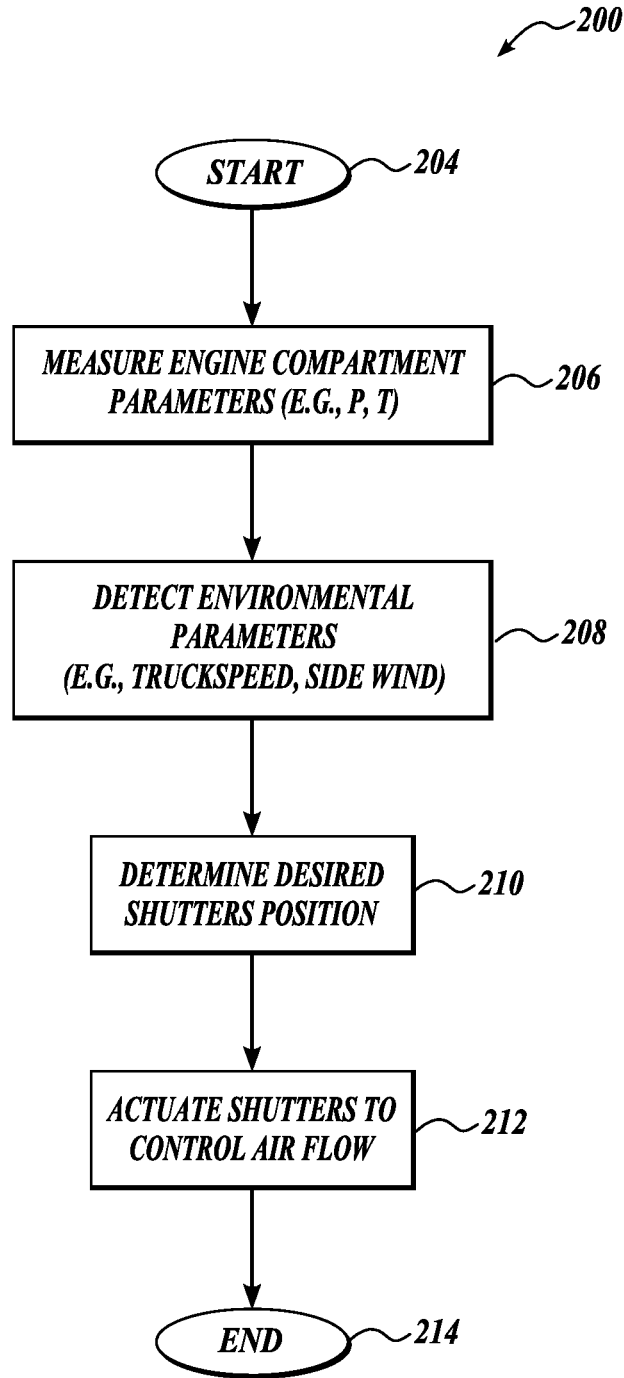 200
START
204
MEASURE ENGINE COMPARTMENT
PARAMETERS (E.G., P, T)
206
DETECT ENVIRONMENTAL
PARAMETERS
(E.G., TRUCKSPEED, SIDE WIND)
208
DETERMINE DESIRED
SHUTTERS POSITION
210
ACTUATE SHUTTERS TO
CONTROL AIR FLOW
212
END
214